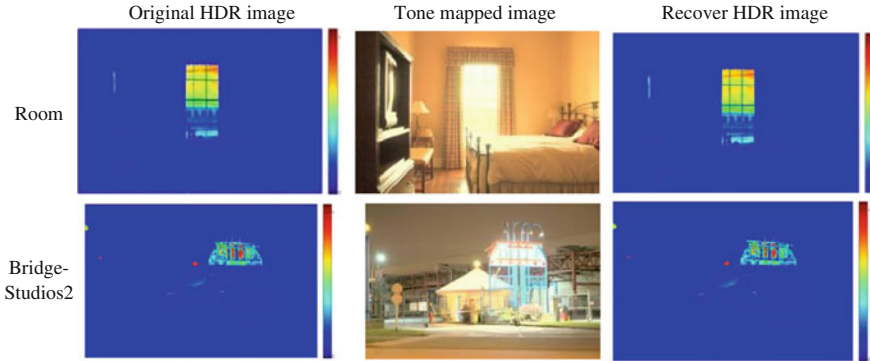 Original HDR image
Tone mapped image
Recover HDR image
Room
Bridge-
Studios2